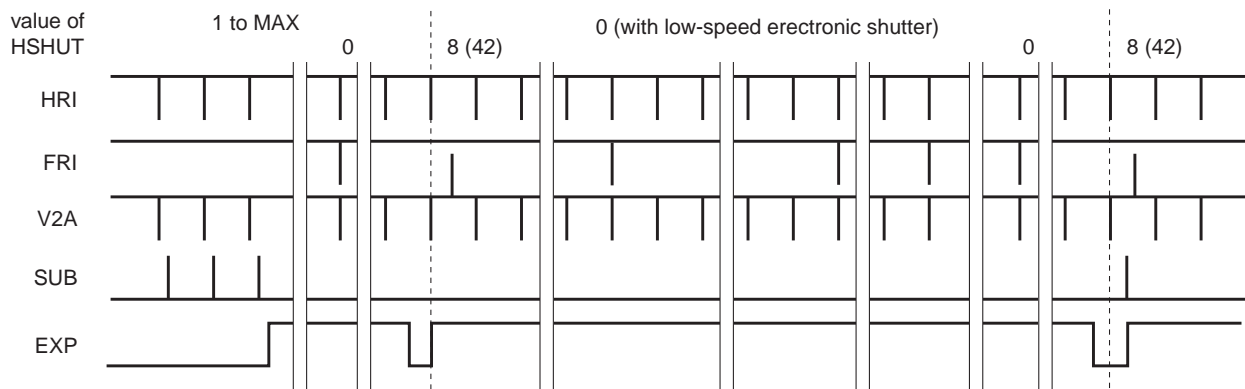 value of
HSHUT
1 to MAX
0
8 (42)
0 (with low-speed erectronic shutter)
0
8 (42)
HRI
FRI
V2A
SUB
EXP